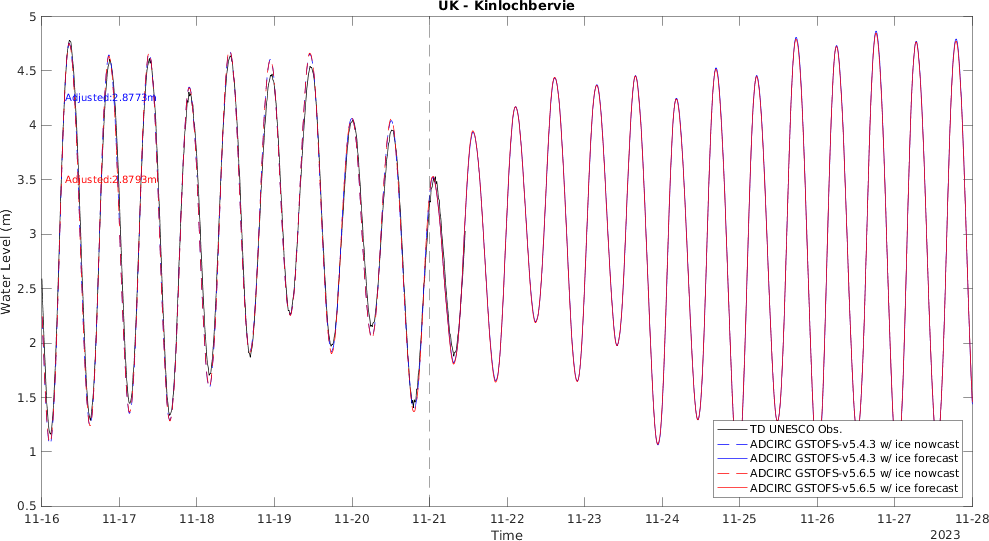 UK - Kinlochbervie
5
4.5
4
3.5
3
2.5
2
1.5
1
0.5
Water Level (m)
Adjusted:2.8773m
Adjusted:2.8793m
TD UNESCO Obs.
ADCIRC GSTOFS-v5.4.3 w/ ice nowcast
ADCIRC GSTOFS-v5.4.3 w/ ice forecast
ADCIRC GSTOFS-v5.6.5 w/ ice nowcast
ADCIRC GSTOFS-v5.6.5 w/ ice forecast
11-16 11-17 11-18 11-19 11-20 11-21 11-22 11-23 11-24 11-25 11-26 11-27 11-28
Time
2023